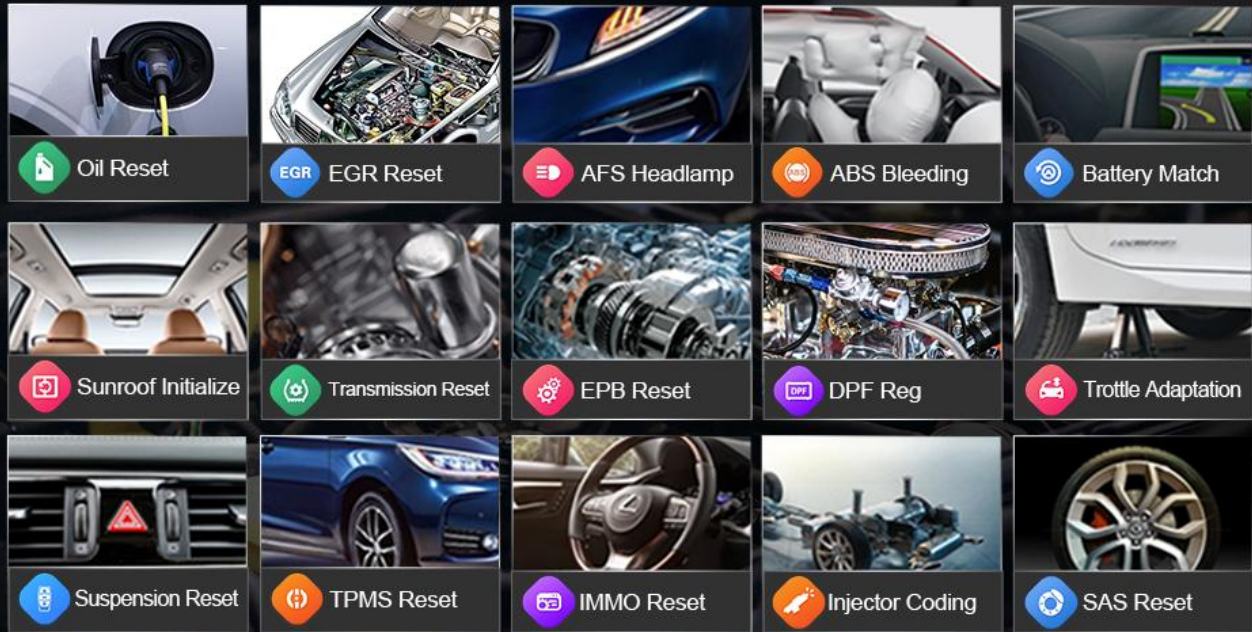 Oil Reset
EGR
EGR Reset
AFS Headlamp
ABS
ABS Bleeding
Battery Match
Sunroof Initialize
Transmission Reset
EPB Reset
DPF
DPF Reg
Trottle Adaptation
Suspension Reset
TPMS Reset
IMMO Reset
Injector Coding
SAS Reset